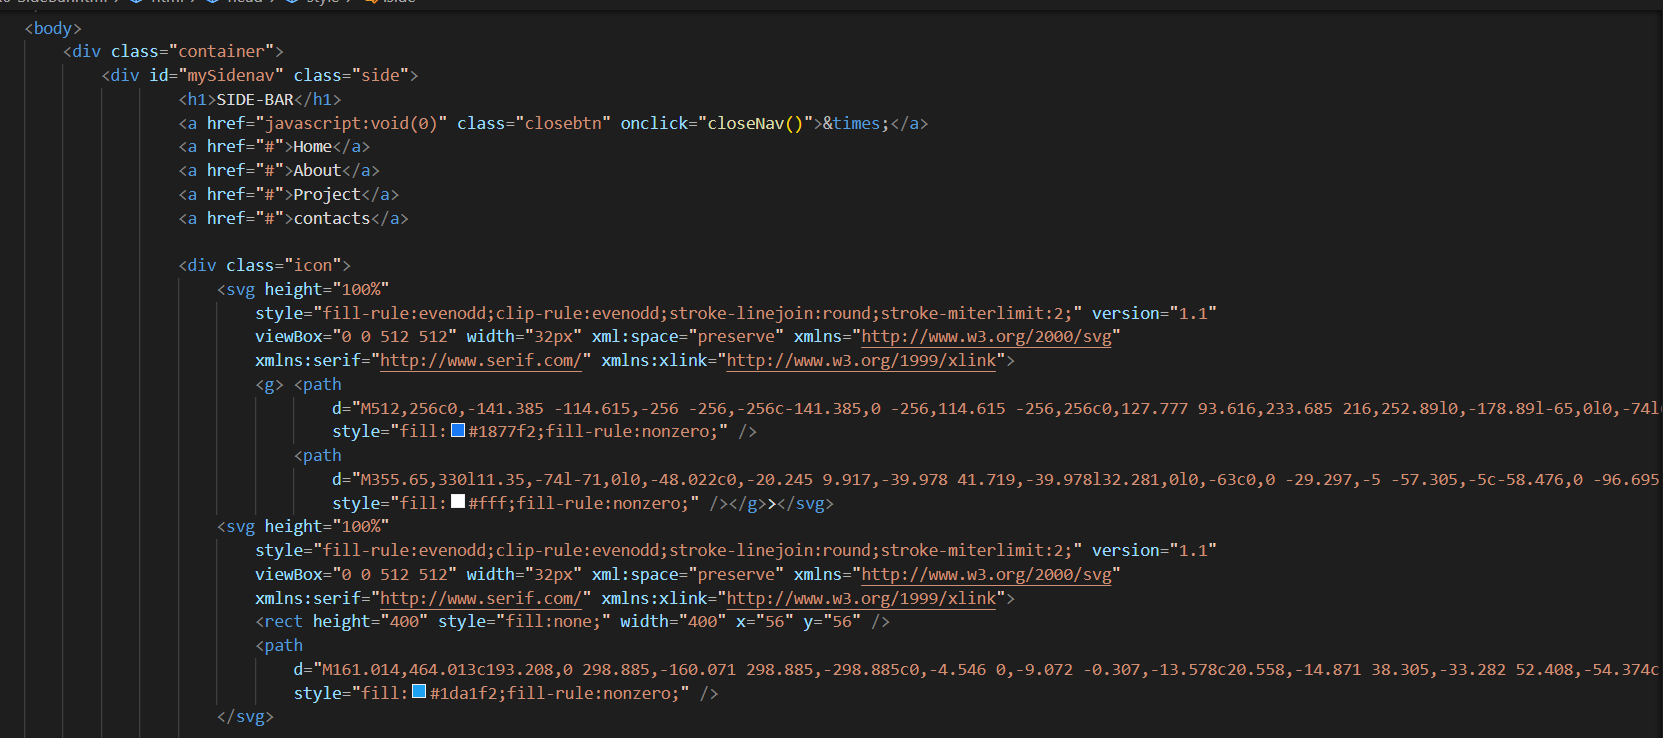 <body>
<div class="container">
<div id="mySidenav" class="side">
<h1>SIDE-BAR</h1>
<a href="javascript:void(0)" class="closebtn" onclick="closeNav()">&times;</a>
<a href="#">Home</a>
<a href="#">About</a>
<a href="#">Project</a>
<a href="#">contacts</a>
<div class="icon">
<svg height="100%"
style="fill-rule:evenodd;clip-rule:evenodd;stroke-linejoin:round;stroke-miterlimit:2;" version="1.1"
viewBox="0 0 512 512" width="32px" xml:space="preserve" xmlns="http://www.w3.org/2000/svg"
xmlns:serif="http://www.serif.com/" xmlns:xlink="http://www.w3.org/1999/xlink">
<g> <path
d="M512,256c0,-141.385 -114.615,-256 -256,-256c-141.385,0 -256,114.615 -256,256c0,127.777 93.616,233.685 216,252.89l0,-178.89l-65,0l0,-74l
style="fill:#1877f2;fill-rule:nonzero;" />
<path
d="M355.65,330l11.35,-74l-71,0l0,-48.022c0,-20.245 9.917,-39.978 41.719,-39.978l32.281,0l0,-63c0,0 -29.297,-5 -57.305,-5c-58.476,0 -96.695
style="fill:#fff;fill-rule:nonzero;" /></g>></svg>
<svg height="100%"
style="fill-rule:evenodd;clip-rule:evenodd;stroke-linejoin:round;stroke-miterlimit:2;" version="1.1"
viewBox="0 0 512 512" width="32px" xml:space="preserve" xmlns="http://www.w3.org/2000/svg"
xmlns:serif="http://www.serif.com/" xmlns:xlink="http://www.w3.org/1999/xlink">
<rect height="400" style="fill:none;" width="400" x="56" y="56" />
<path
d="M161.014,464.013c193.208,0 298.885,-160.071 298.885,-298.885c0,-4.546 0,-9.072 -0.307,-13.578c20.558,-14.871 38.305,-33.282 52.408,-54.374c
style="fill:#1da1f2;fill-rule:nonzero;" />
</svg>